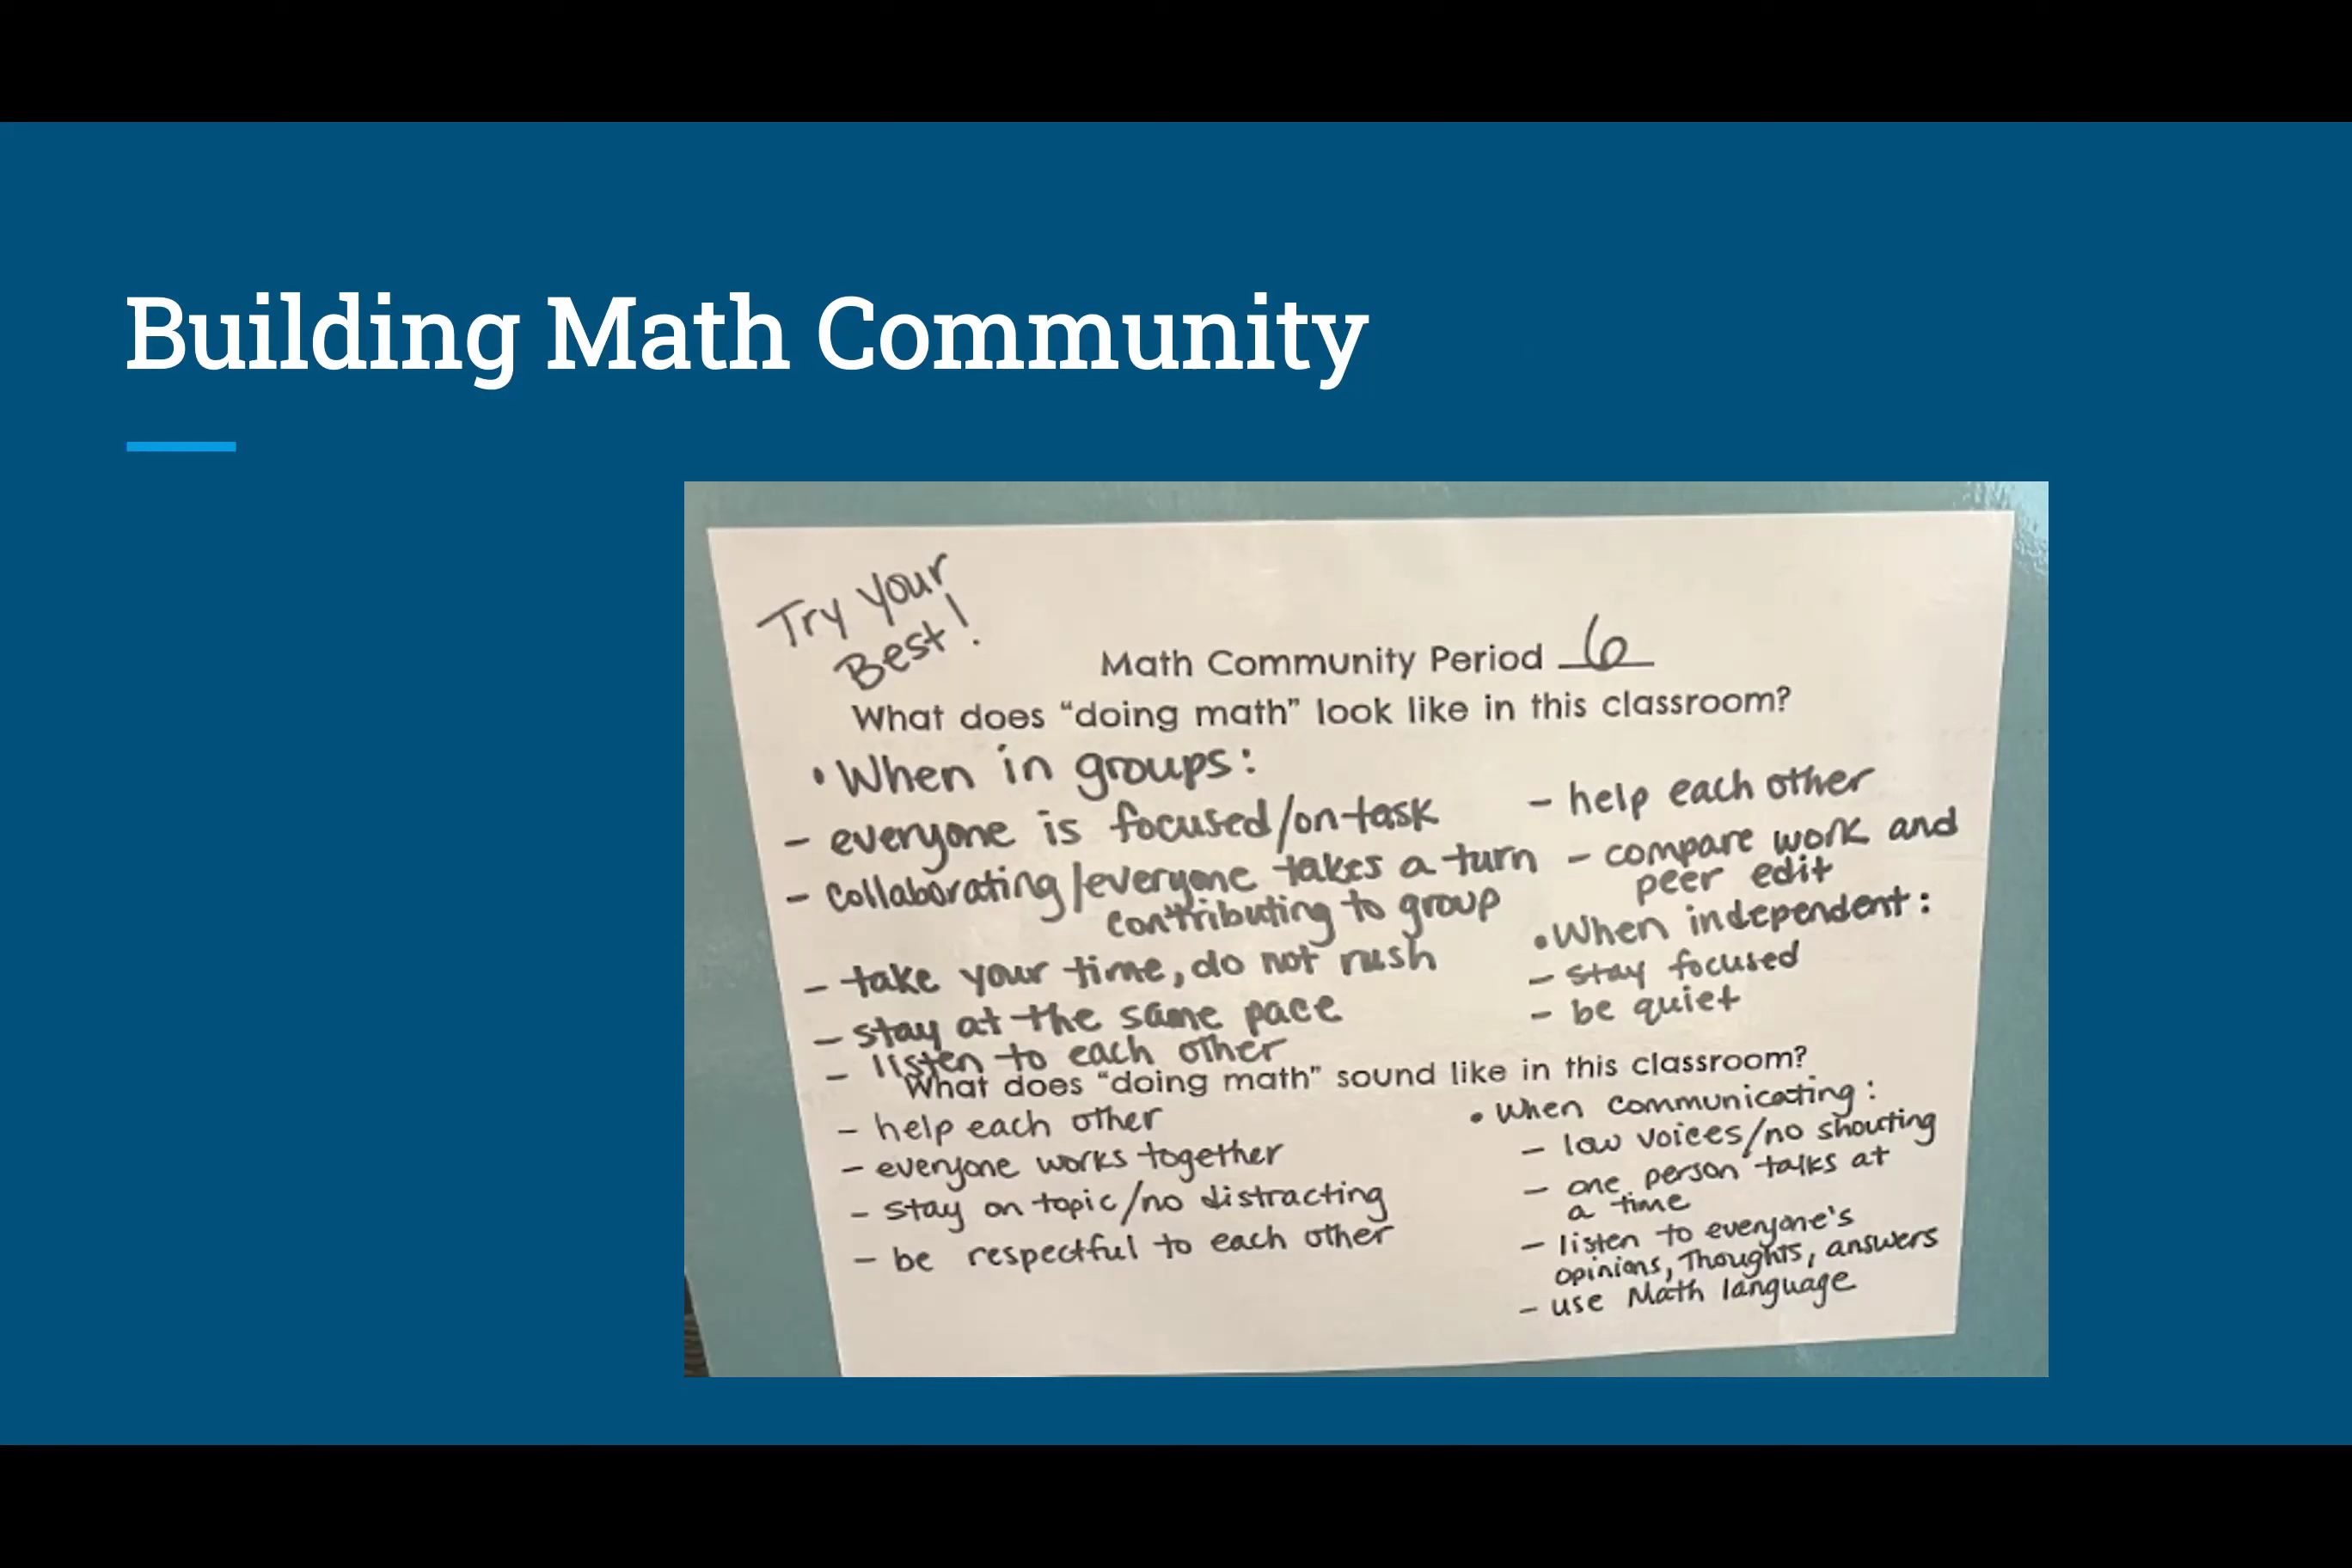 Building Math Community
Try Your
Best!
Math Community Period 6
What does “doing math” look like in this classroom?
• When in groups:
- everyone is focused/on task
- collaborating/everyone takes a turn
contributing to group
- take your time, do not rush
- stay at the same pace
- listen to each other
- help each other
- compare work and
peer edit
• When independent:
- stay focused
- be quiet
What does “doing math” sound like in this classroom?
- help each other
- everyone works together
- stay on topic/no distracting
- be respectful to each other
• When communicating:
- low voices/no shouting
- one person talks at
a time
- listen to everyone's
opinions, Thoughts, answers
- use Math language